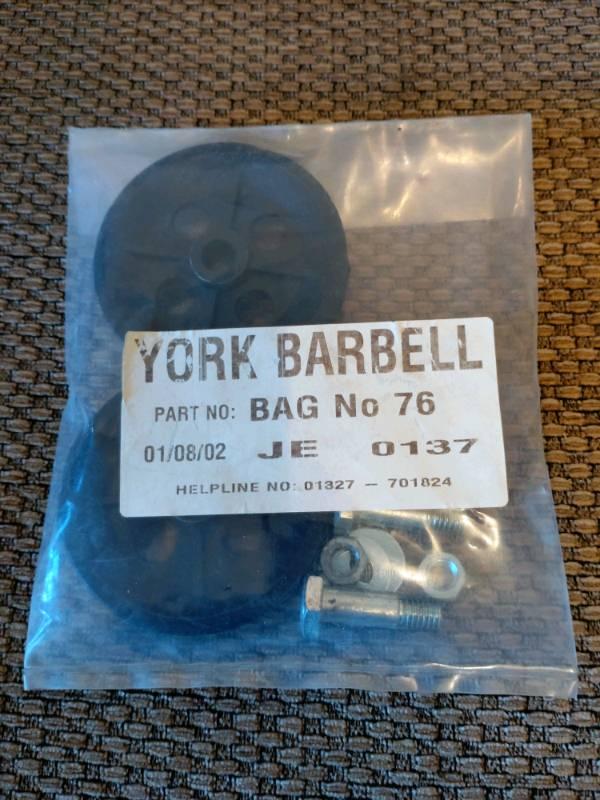 YORK BARBELL
PART NO: BAG No 76
01/08/02 JE 0137
HELPLINE NO: 01327 - 701824